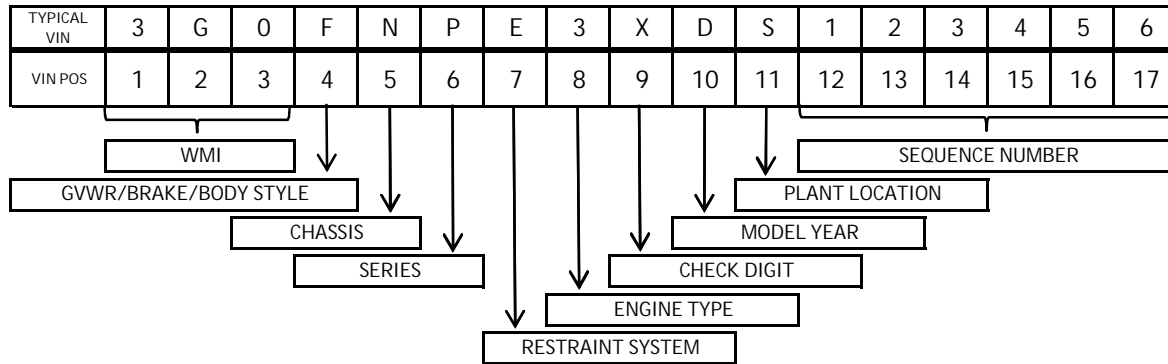 TYPICAL VIN 3 G 0 F N P E 3 X D S 1 2 3 4 5 6
VIN POS 1 2 3 4 5 6 7 8 9 10 11 12 13 14 15 16 17
WMI SEQUENCE NUMBER
GVWR/BRAKE/BODY STYLE PLANT LOCATION
CHASSIS MODEL YEAR
SERIES CHECK DIGIT
ENGINE TYPE
RESTRAINT SYSTEM